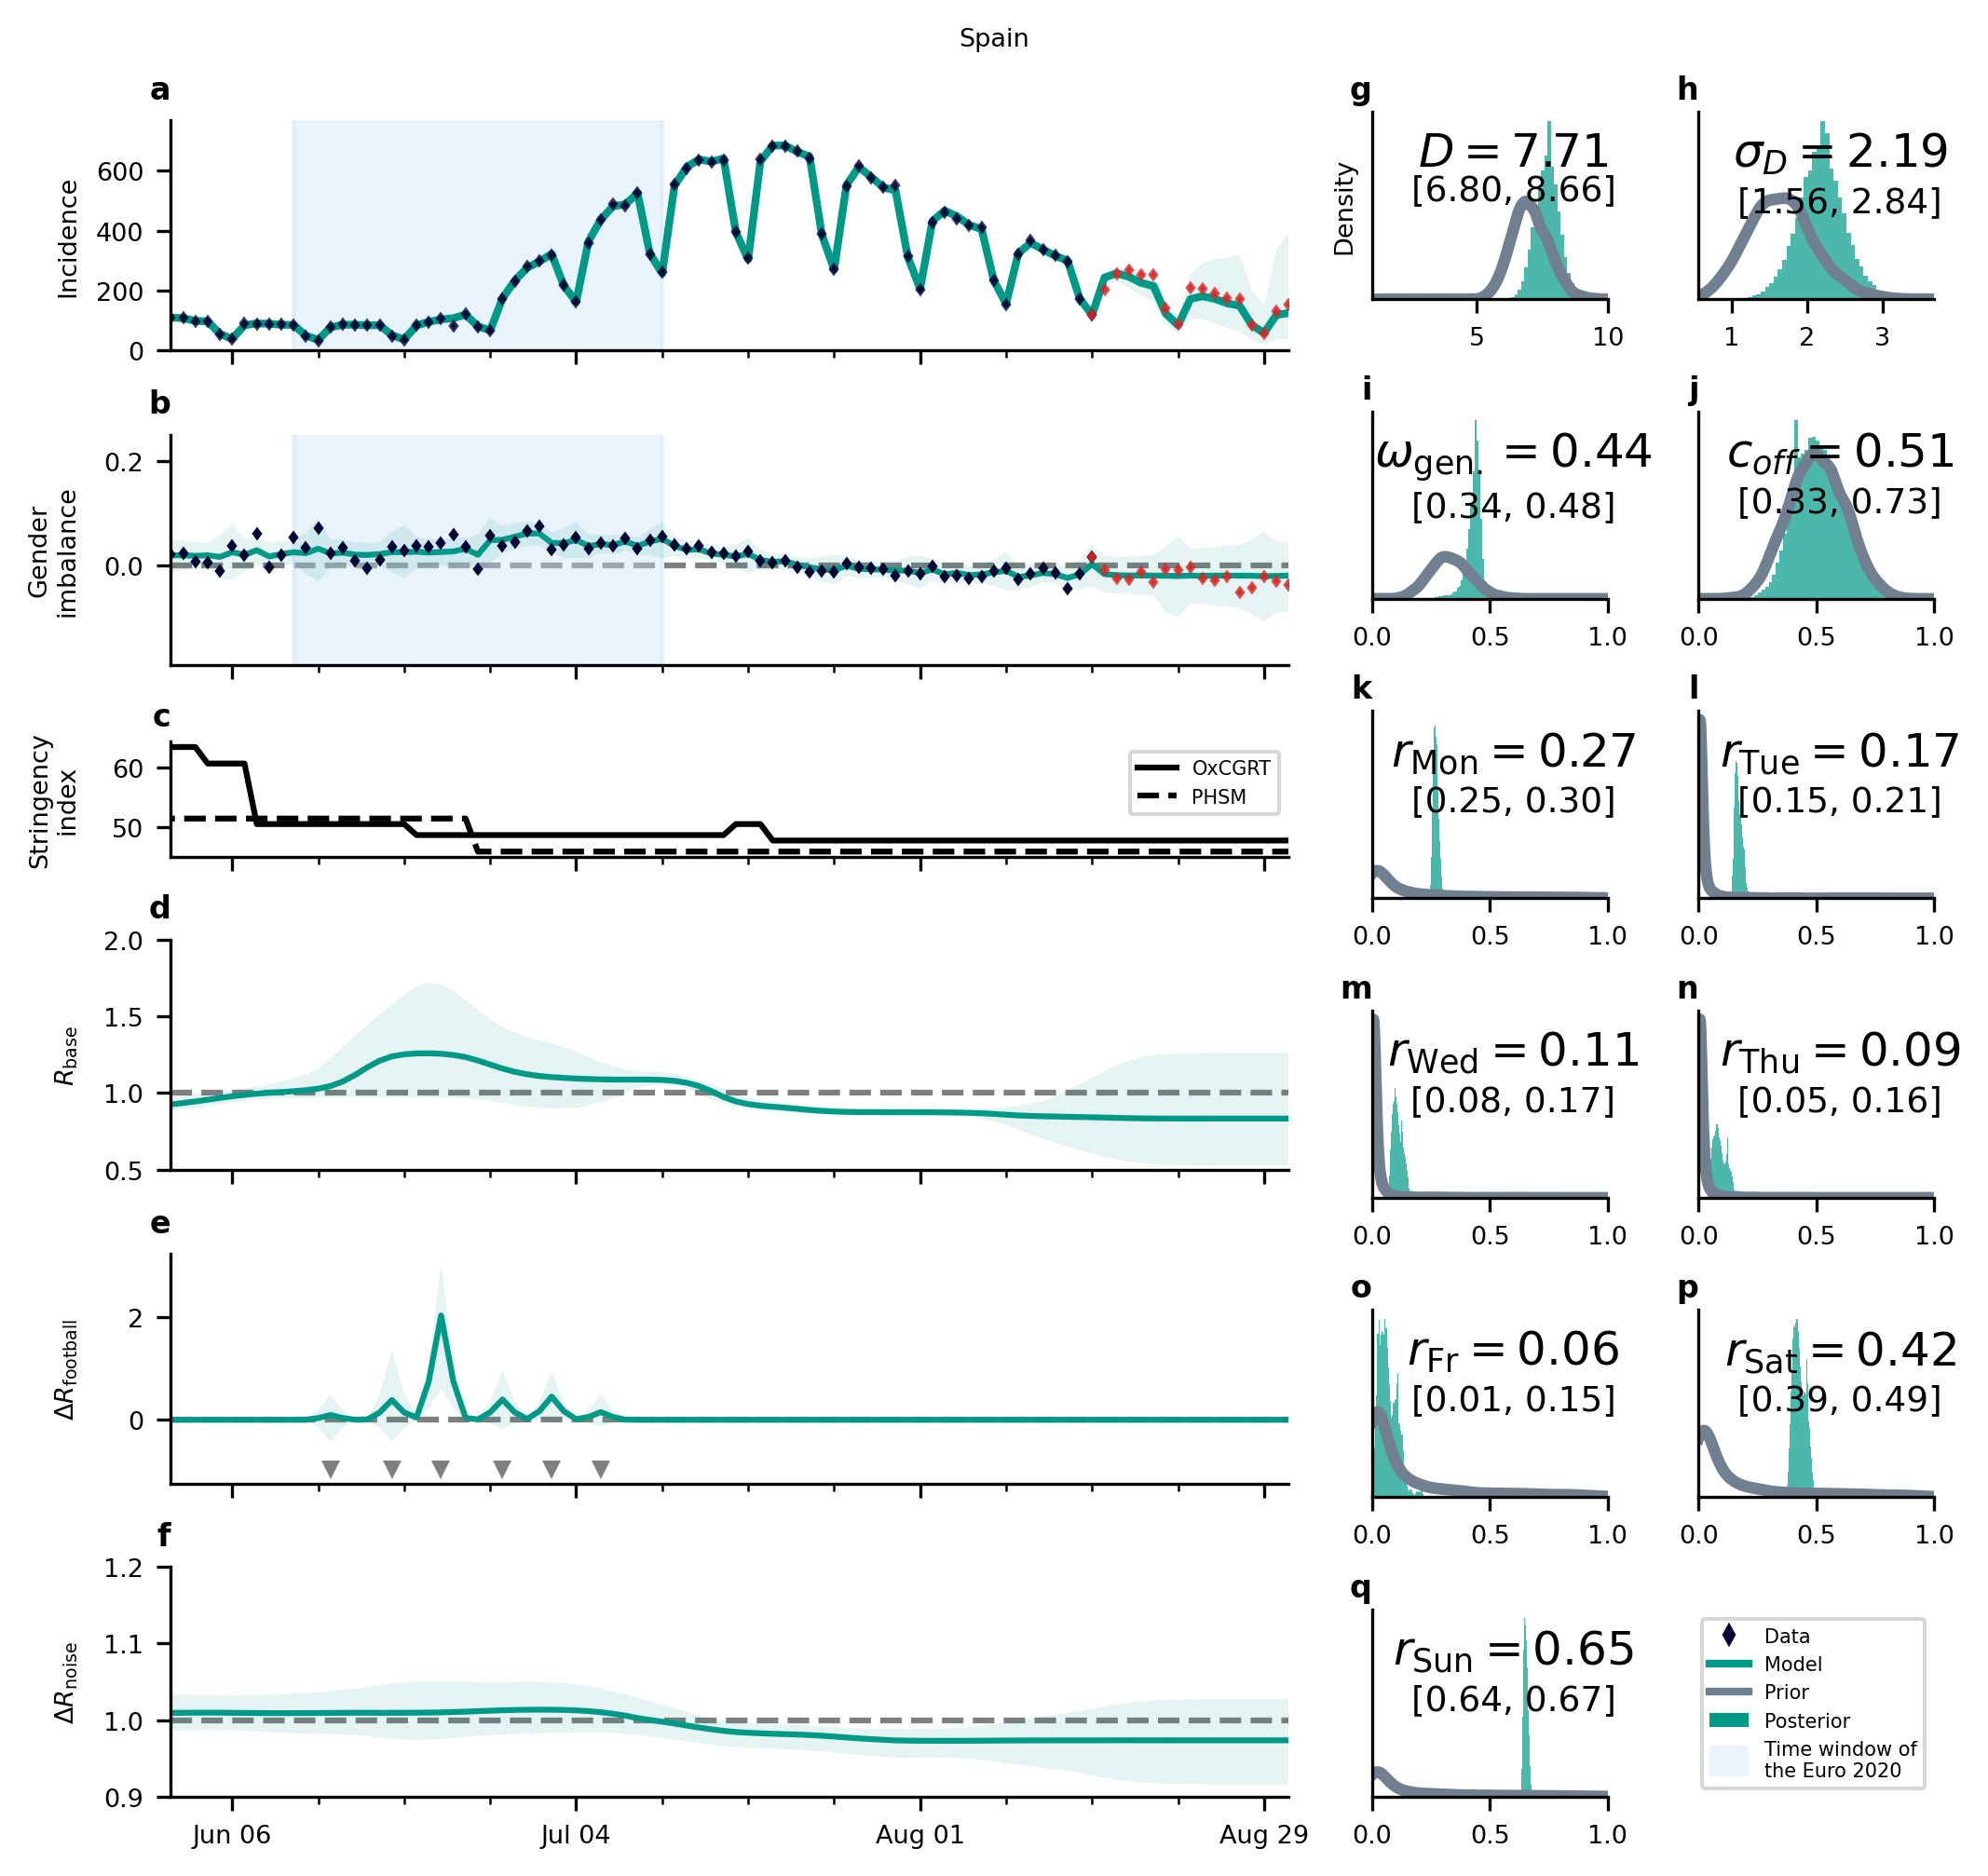 Spain
a
Incidence
600
400
200
0
b
Gender
imbalance
0.2
0.0
c
Stringency
index
60
50
OxCGRT
PHSM
d
R_base
2.0
1.5
1.0
0.5
e
ΔR_football
2
0
f
ΔR_noise
1.2
1.1
1.0
0.9
Jun 06
Jul 04
Aug 01
Aug 29
g
Density
D = 7.71
[6.80, 8.66]
5
10
h
σ_D = 2.19
[1.56, 2.84]
1
2
3
i
ω_gen. = 0.44
[0.34, 0.48]
0.0
0.5
1.0
j
c_off = 0.51
[0.33, 0.73]
0.0
0.5
1.0
k
r_Mon = 0.27
[0.25, 0.30]
0.0
0.5
1.0
l
r_Tue = 0.17
[0.15, 0.21]
0.0
0.5
1.0
m
r_Wed = 0.11
[0.08, 0.17]
0.0
0.5
1.0
n
r_Thu = 0.09
[0.05, 0.16]
0.0
0.5
1.0
o
r_Fr = 0.06
[0.01, 0.15]
0.0
0.5
1.0
p
r_Sat = 0.42
[0.39, 0.49]
0.0
0.5
1.0
q
r_Sun = 0.65
[0.64, 0.67]
0.0
0.5
1.0
Data
Model
Prior
Posterior
Time window of
the Euro 2020